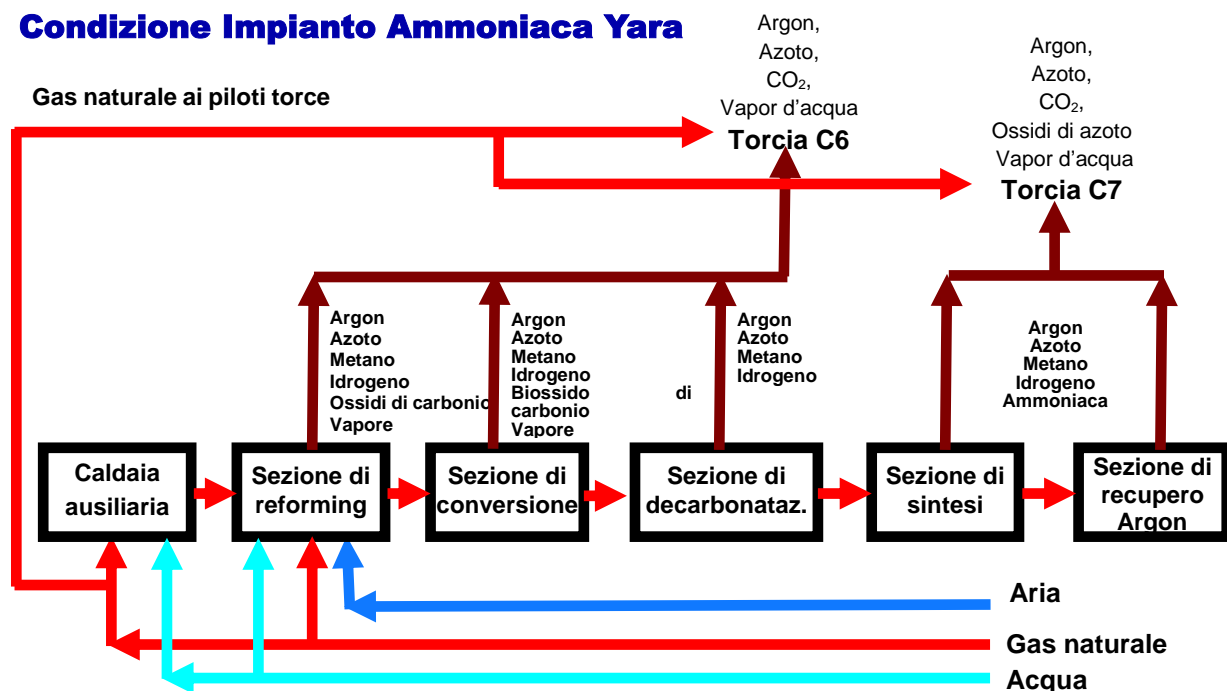 Condizione Impianto Ammoniaca Yara
Gas naturale ai piloti torce
Argon,
Azoto,
CO₂,
Vapor d’acqua
Torcia C6
Argon,
Azoto,
CO₂,
Ossidi di azoto
Vapor d’acqua
Torcia C7
Argon
Azoto
Metano
Idrogeno
Ossidi di carbonio
Vapore
Argon
Azoto
Metano
Idrogeno
Biossido
di
carbonio
Vapore
Argon
Azoto
Metano
Idrogeno
Argon
Azoto
Metano
Idrogeno
Ammoniaca
Caldaia
ausiliaria
Sezione di
reforming
Sezione di
conversione
Sezione di
decarbonataz.
Sezione di
sintesi
Sezione di
recupero
Argon
Aria
Gas naturale
Acqua